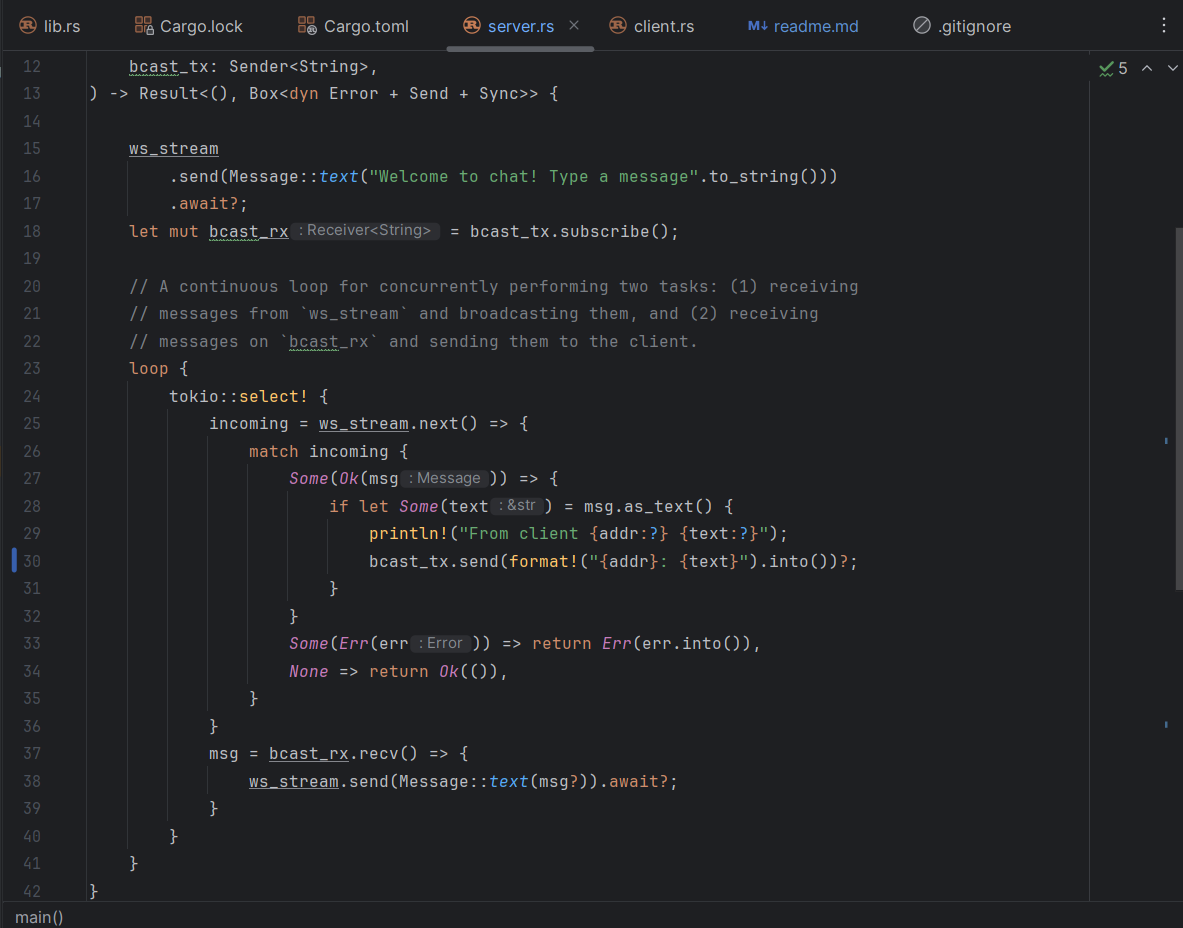 lib.rs Cargo.lock Cargo.toml server.rs client.rs M↓ readme.md .gitignore
12 bcast_tx: Sender<String>, 5
13 ) -> Result<(), Box<dyn Error + Send + Sync>> {
14
15 ws_stream
16 .send(Message::text("Welcome to chat! Type a message".to_string()))
17 .await?;
18 let mut bcast_rx : Receiver<String> = bcast_tx.subscribe();
19
20 // A continuous loop for concurrently performing two tasks: (1) receiving
21 // messages from `ws_stream` and broadcasting them, and (2) receiving
22 // messages on `bcast_rx` and sending them to the client.
23 loop {
24 tokio::select! {
25 incoming = ws_stream.next() => {
26 match incoming {
27 Some(Ok(msg : Message )) => {
28 if let Some(text : &str ) = msg.as_text() {
29 println!("From client {addr:?} {text:?}");
30 bcast_tx.send(format!("{addr}: {text}").into())?;
31 }
32 }
33 Some(Err(err : Error )) => return Err(err.into()),
34 None => return Ok(()),
35 }
36 }
37 msg = bcast_rx.recv() => {
38 ws_stream.send(Message::text(msg?)).await?;
39 }
40 }
41 }
42 }
main()